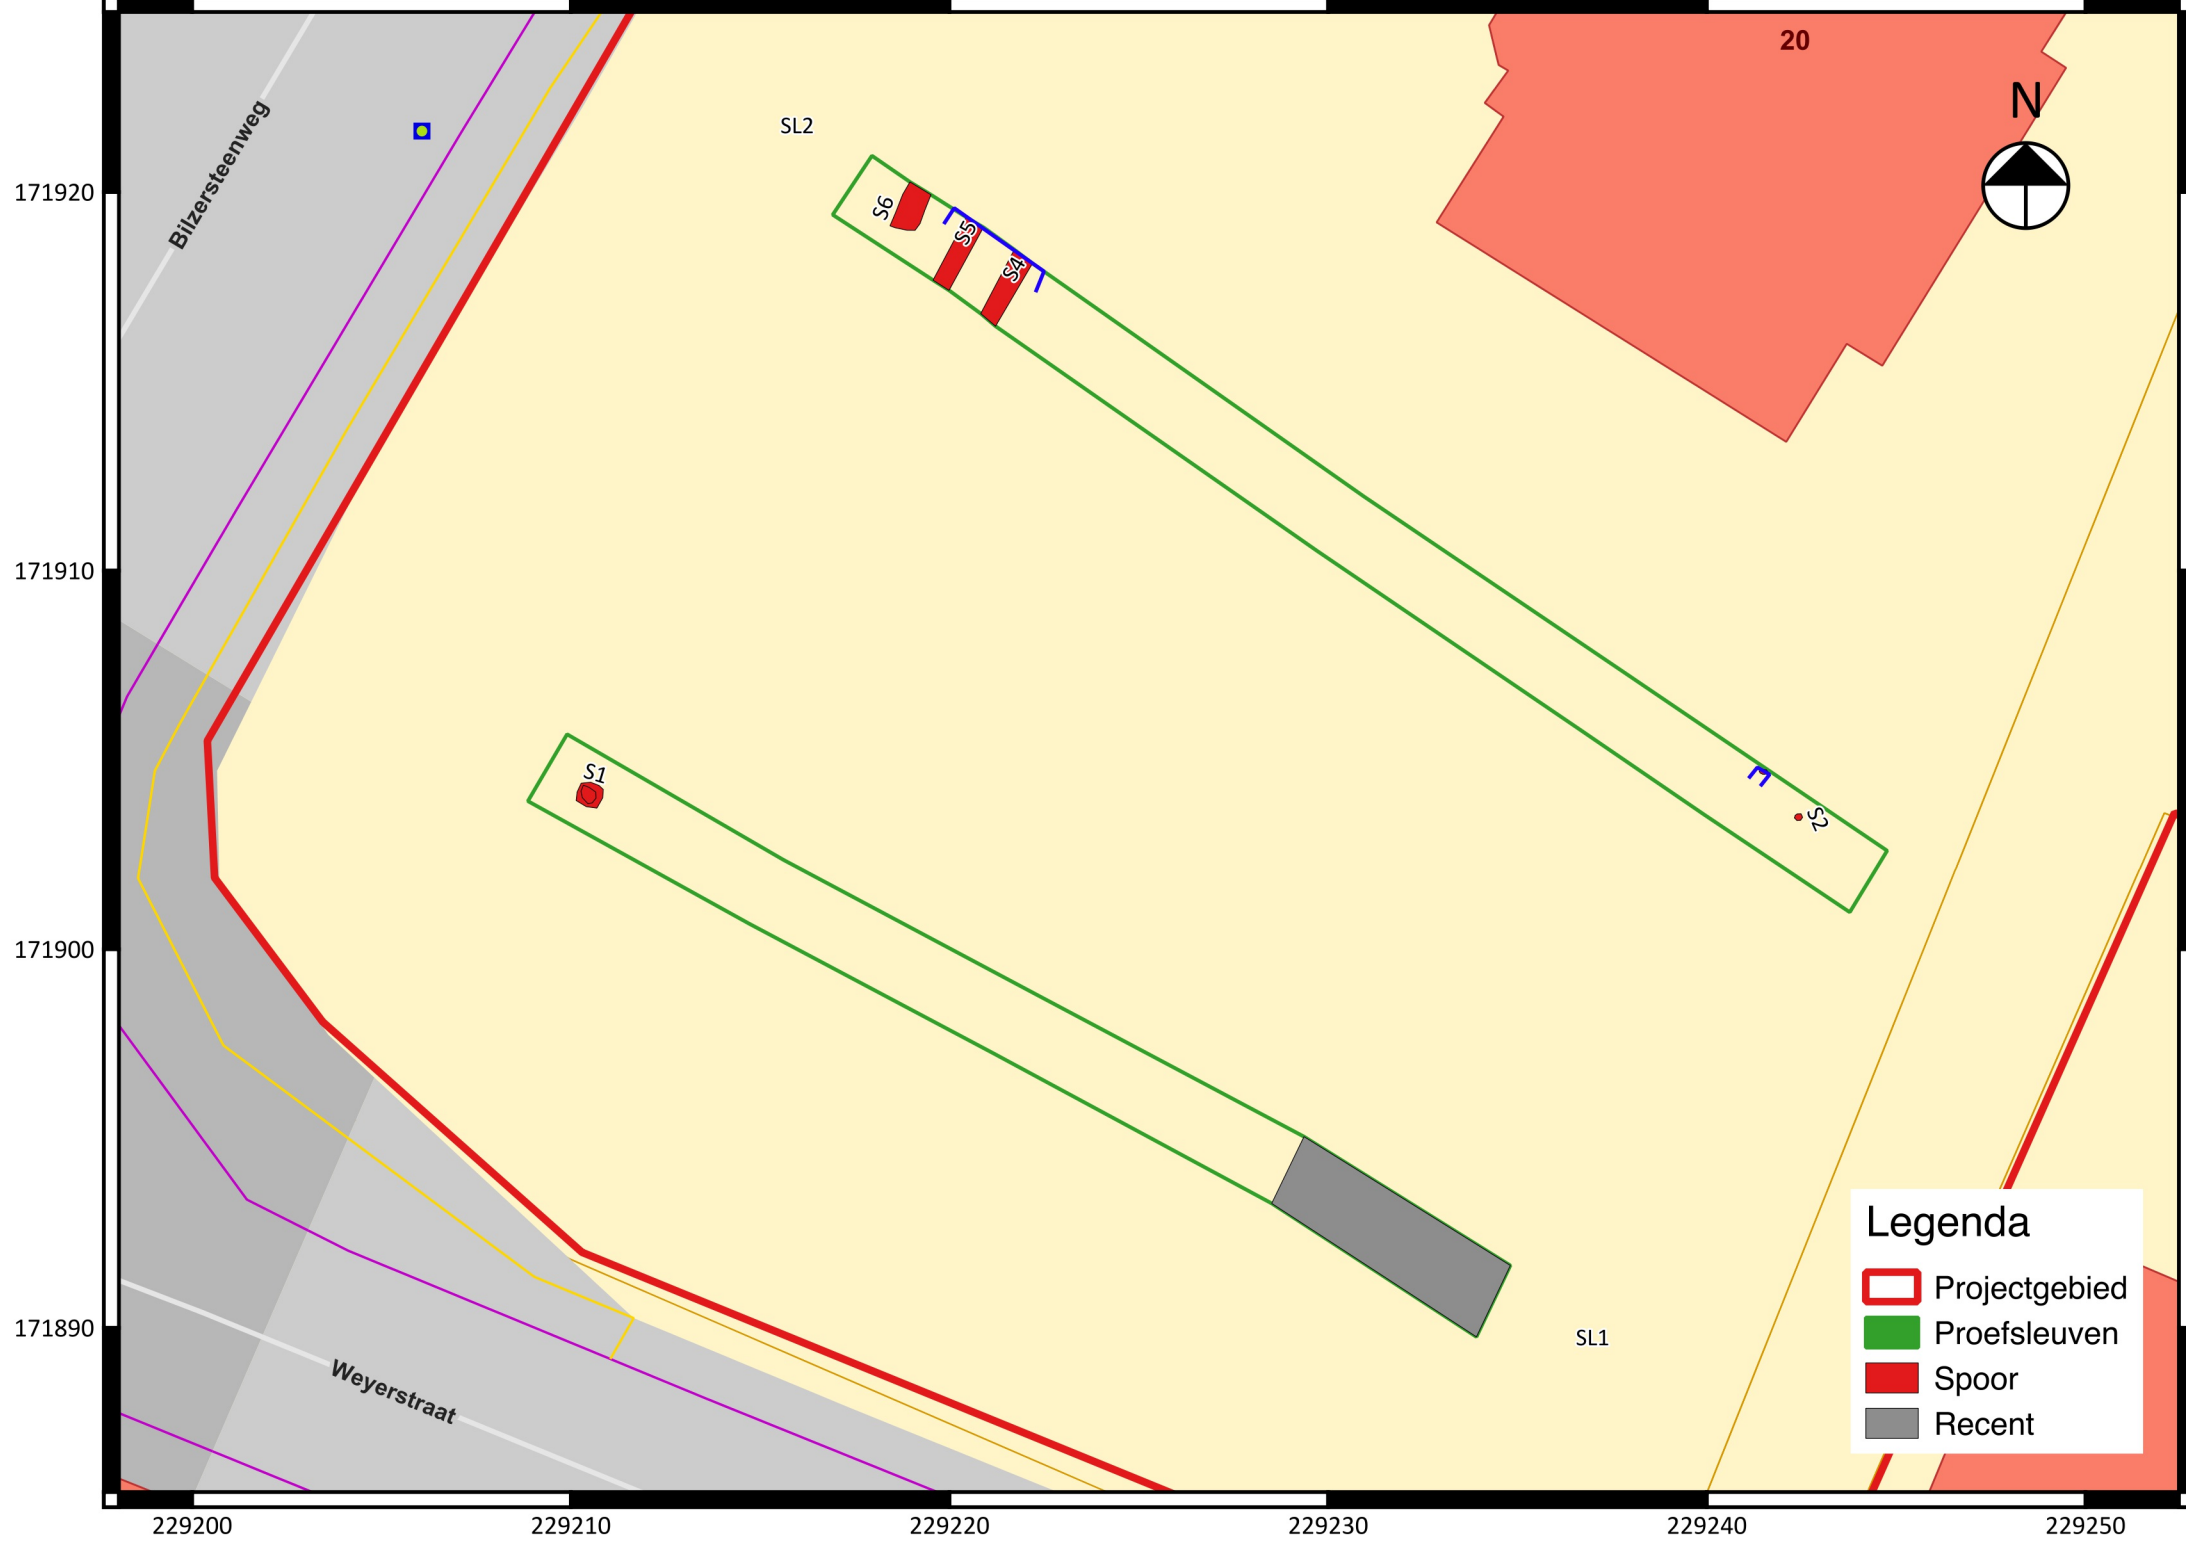 20
N
SL2
Bilzersteenweg
S6
S5
S4
171920
171910
S1
S2
171900
171890
SL1
Weyerstraat
Legenda
Projectgebied
Proefsleuven
Spoor
Recent
229200
229210
229220
229230
229240
229250